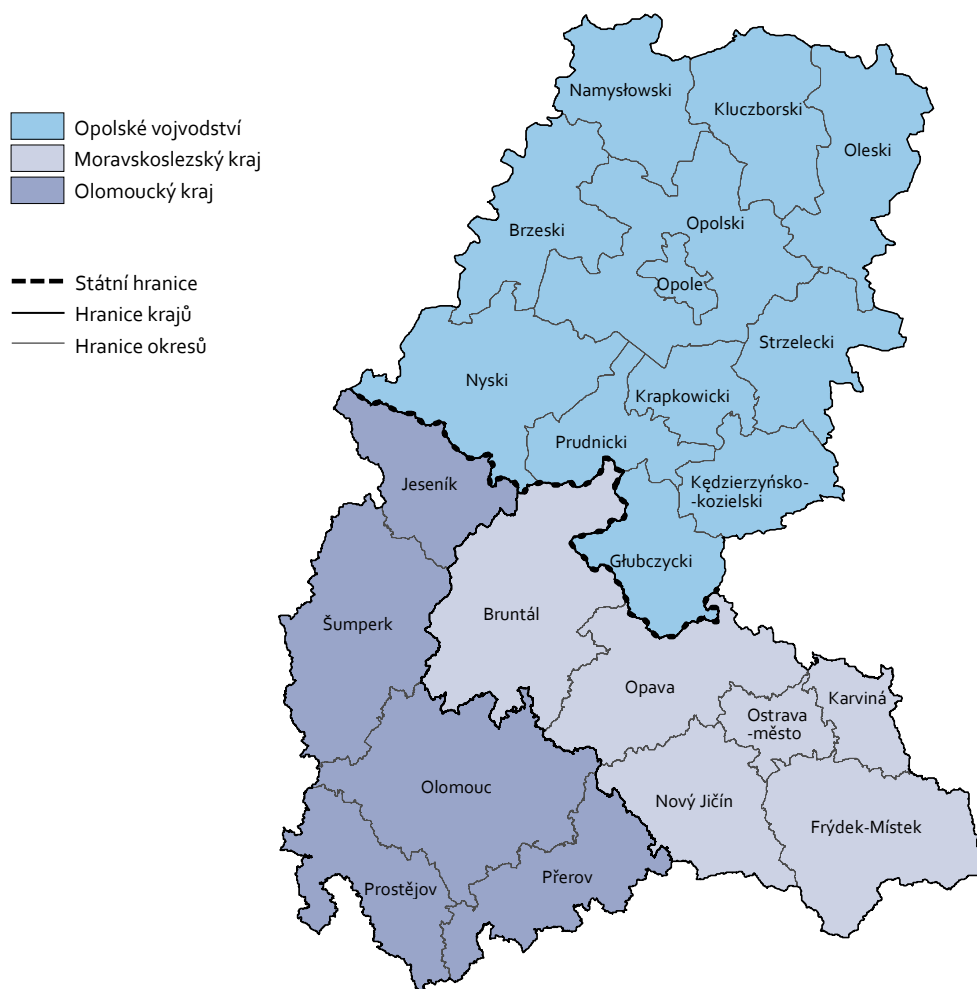 Opolské vojvodství
Moravskoslezský kraj
Olomoucký kraj
Státní hranice
Hranice krajů
Hranice okresů
Namysłowski
Kluczborski
Oleski
Brzeski
Opolski
Opole
Strzelecki
Nyski
Krapkowicki
Prudnicki
Kędzierzyńsko-
-kozielski
Jeseník
Głubczycki
Šumperk
Bruntál
Opava
Karviná
Ostrava
-město
Olomouc
Nový Jičín
Frýdek-Místek
Prostějov
Přerov